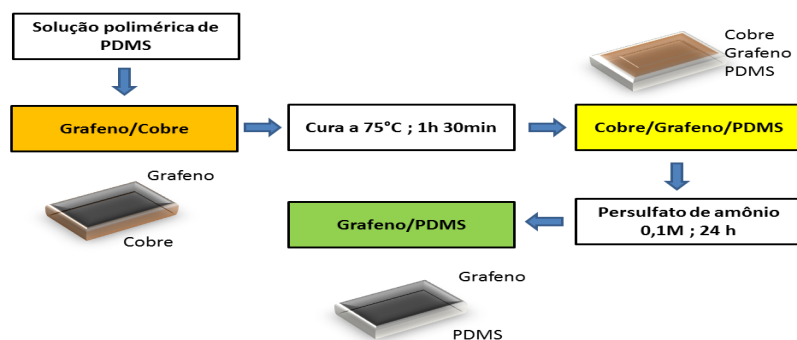 Solução polimérica de
PDMS
Cobre
Grafeno
PDMS
Grafeno/Cobre
Cura a 75°C ; 1h 30min
Cobre/Grafeno/PDMS
Grafeno
Cobre
Persulfato de amônio
0,1M ; 24 h
Grafeno/PDMS
Grafeno
PDMS